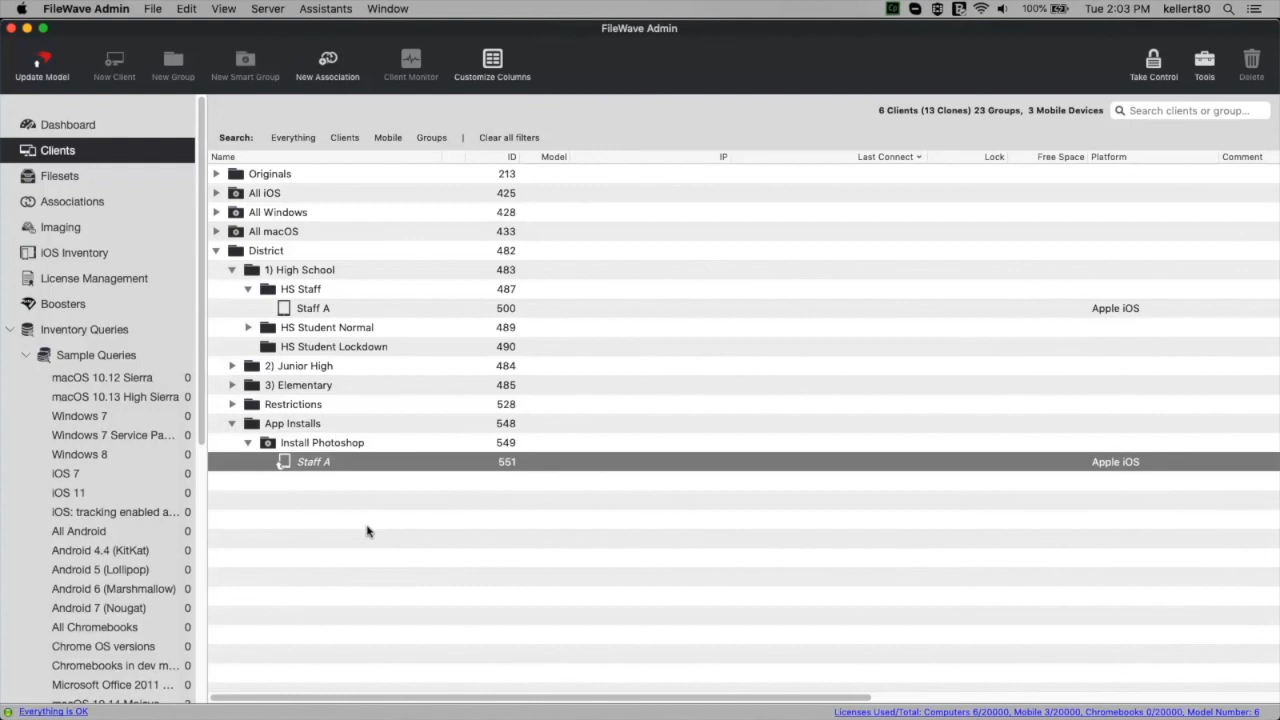 FileWave Admin File Edit View Server Assistants Window 100% Tue 2:03 PM kellert80
FileWave Admin
Update Model New Client New Group New Smart Group New Association Client Monitor Customize Columns Take Control Tools Delete
6 Clients (13 Clones) 23 Groups, 3 Mobile Devices Search clients or group...
Search: Everything Clients Mobile Groups | Clear all filters
Name ID Model IP Last Connect Lock Free Space Platform Comment
Dashboard
Clients
Filesets
Associations
Imaging
iOS Inventory
License Management
Boosters
Inventory Queries
Sample Queries
macOS 10.12 Sierra 0
macOS 10.13 High Sierra 0
Windows 7 0
Windows 7 Service Pa... 0
Windows 8 0
iOS 7 0
iOS 11 0
iOS: tracking enabled a... 0
All Android 0
Android 4.4 (KitKat) 0
Android 5 (Lollipop) 0
Android 6 (Marshmallow) 0
Android 7 (Nougat) 0
All Chromebooks 0
Chrome OS versions 0
Chromebooks in dev m... 0
Microsoft Office 2011 ... 0
Originals 213
All iOS 425
All Windows 428
All macOS 433
District 482
1) High School 483
HS Staff 487
Staff A 500 Apple iOS
HS Student Normal 489
HS Student Lockdown 490
2) Junior High 484
3) Elementary 485
Restrictions 528
App Installs 548
Install Photoshop 549
Staff A 551 Apple iOS
Everything is OK Licenses Used/Total: Computers 6/20000, Mobile 3/20000, Chromebooks 0/20000, Model Number: 6